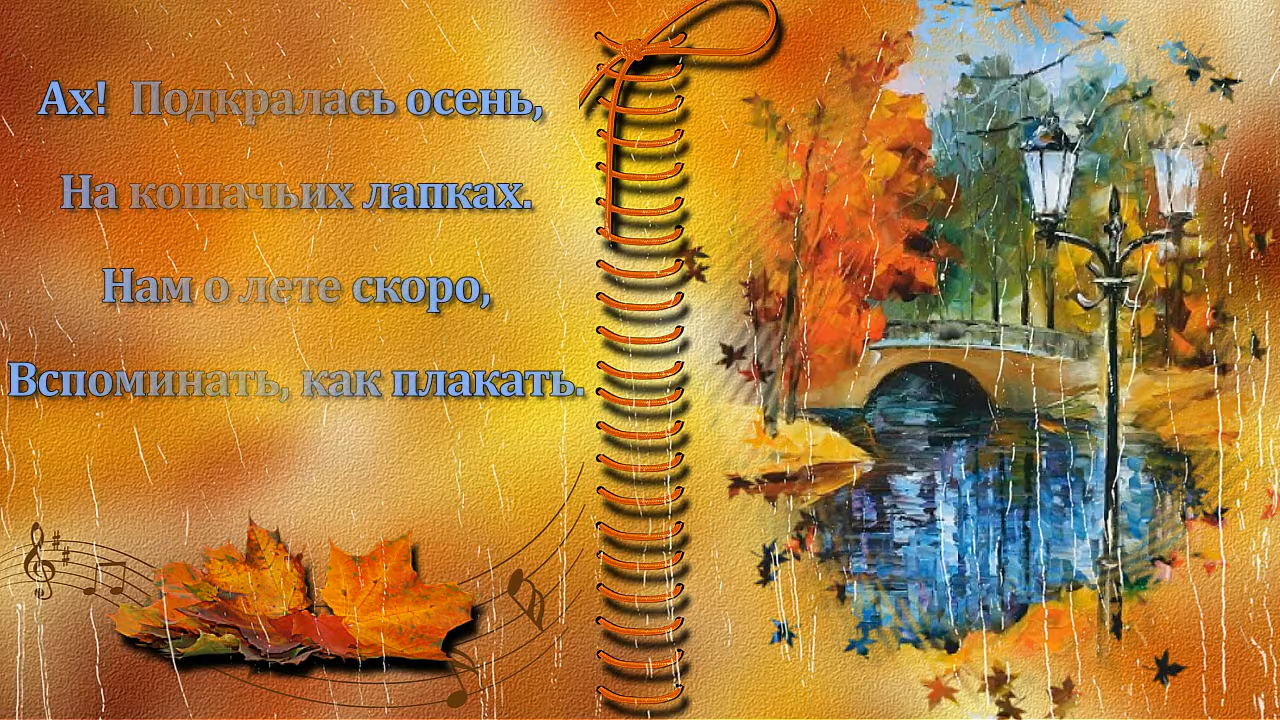 Ах! Подкралась осень,
На кошачьих лапках.
Нам о лете скоро,
Вспоминать, как плакать.